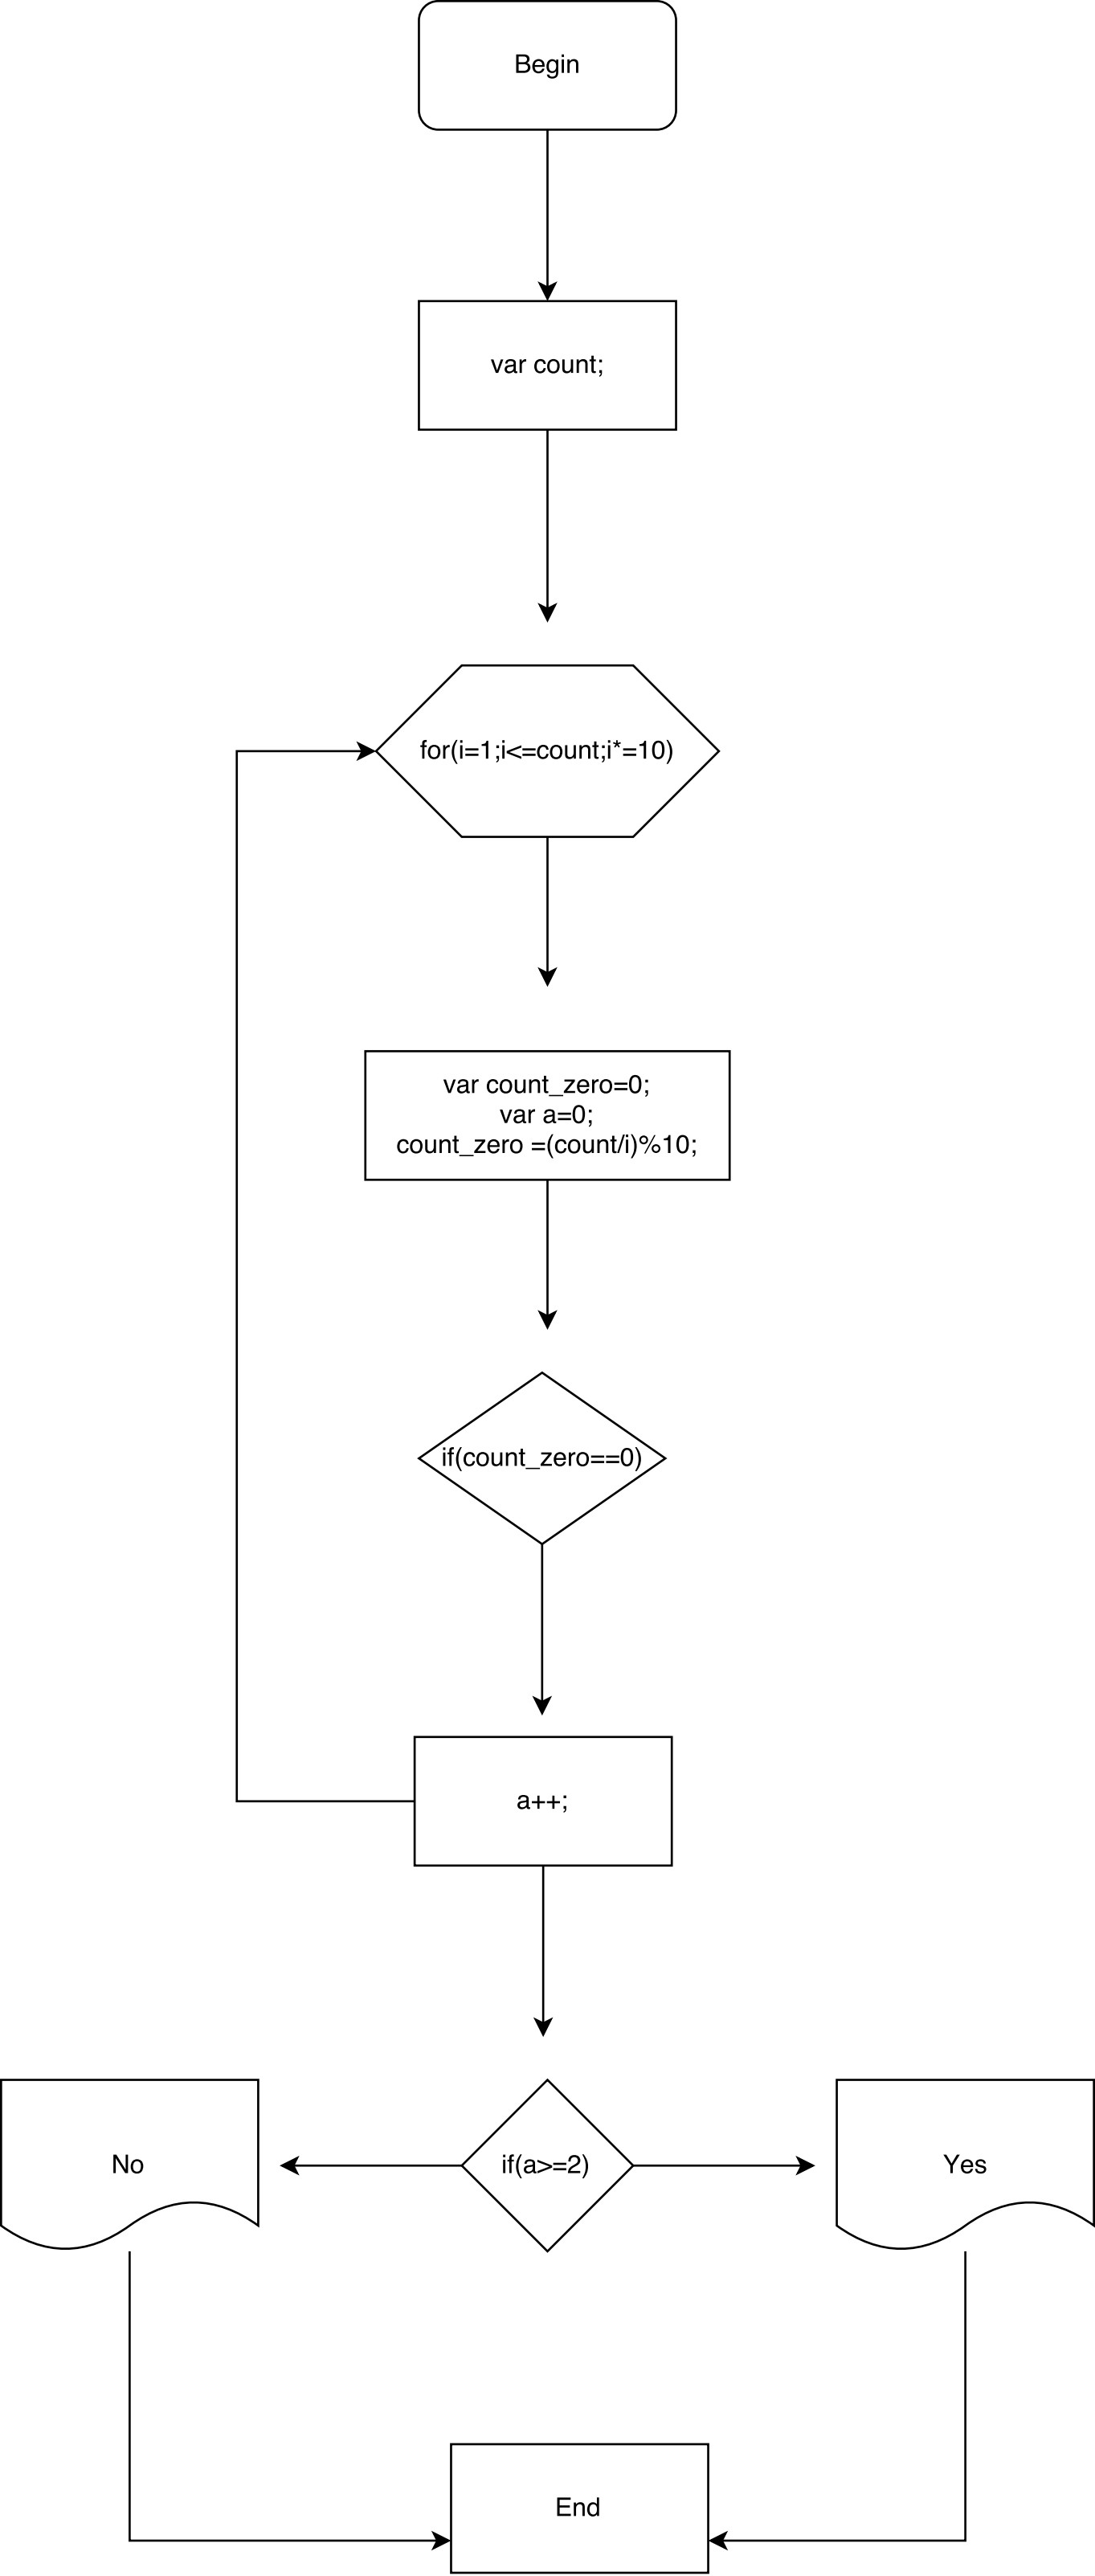 Begin
var count;
for(i=1;i<=count;i*=10)
var count_zero=0;
var a=0;
count_zero =(count/i)%10;
if(count_zero==0)
a++;
No
if(a>=2)
Yes
End